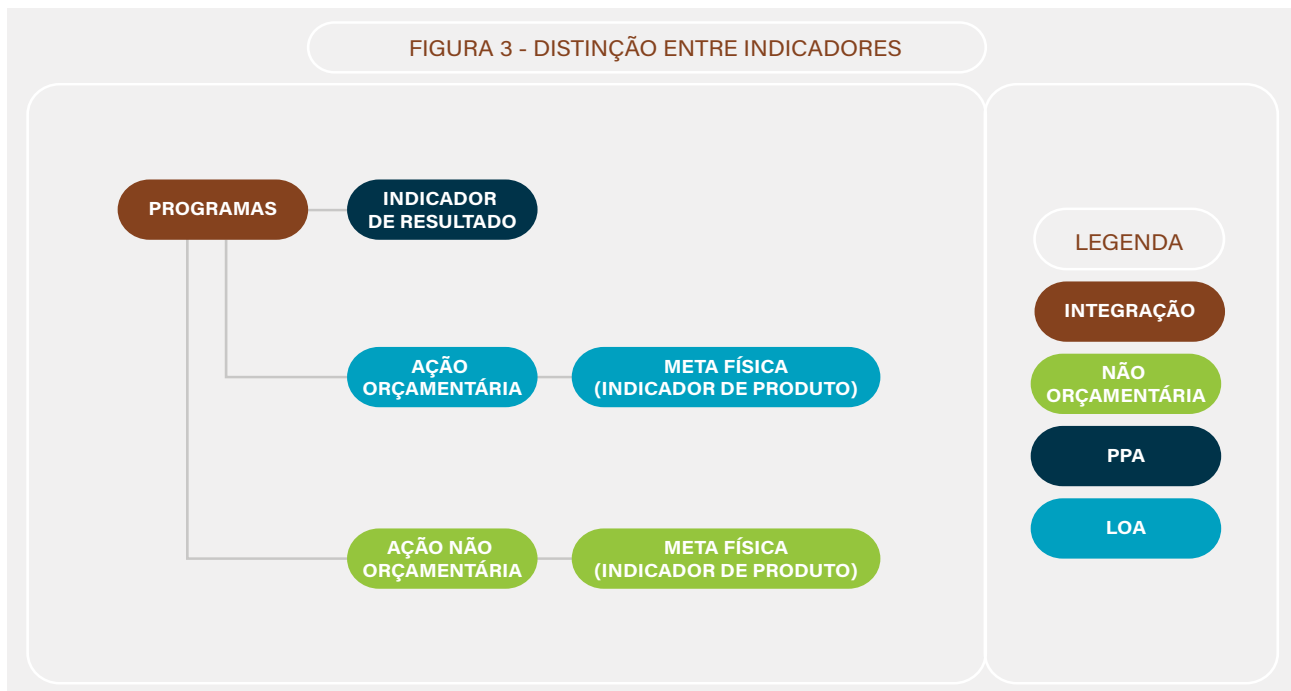 FIGURA 3 - DISTINÇÃO ENTRE INDICADORES
PROGRAMAS
INDICADOR
DE RESULTADO
AÇÃO
ORÇAMENTÁRIA
META FÍSICA
(INDICADOR DE PRODUTO)
AÇÃO NÃO
ORÇAMENTÁRIA
META FÍSICA
(INDICADOR DE PRODUTO)
LEGENDA
INTEGRAÇÃO
NÃO
ORÇAMENTÁRIA
PPA
LOA